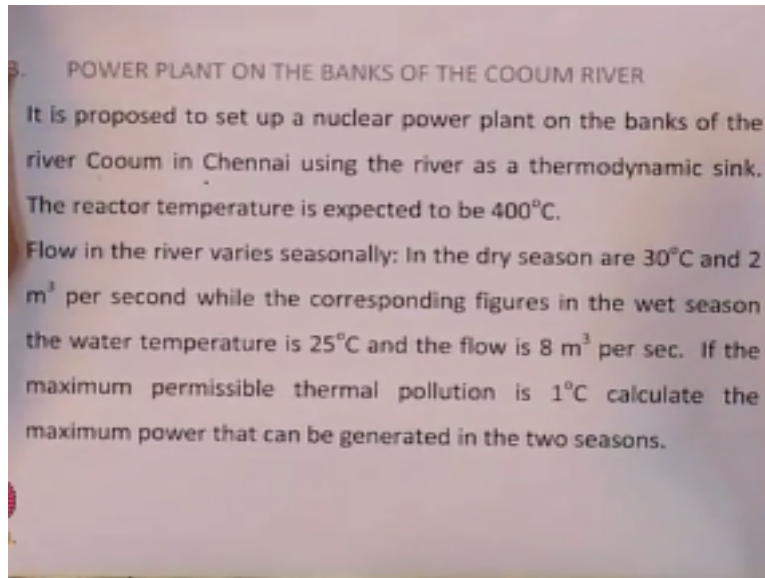 3. POWER PLANT ON THE BANKS OF THE COOUM RIVER
It is proposed to set up a nuclear power plant on the banks of the
river Cooum in Chennai using the river as a thermodynamic sink.
The reactor temperature is expected to be 400°C.
Flow in the river varies seasonally: In the dry season are 30°C and 2
m³ per second while the corresponding figures in the wet season
the water temperature is 25°C and the flow is 8 m³ per sec. If the
maximum permissible thermal pollution is 1°C calculate the
maximum power that can be generated in the two seasons.